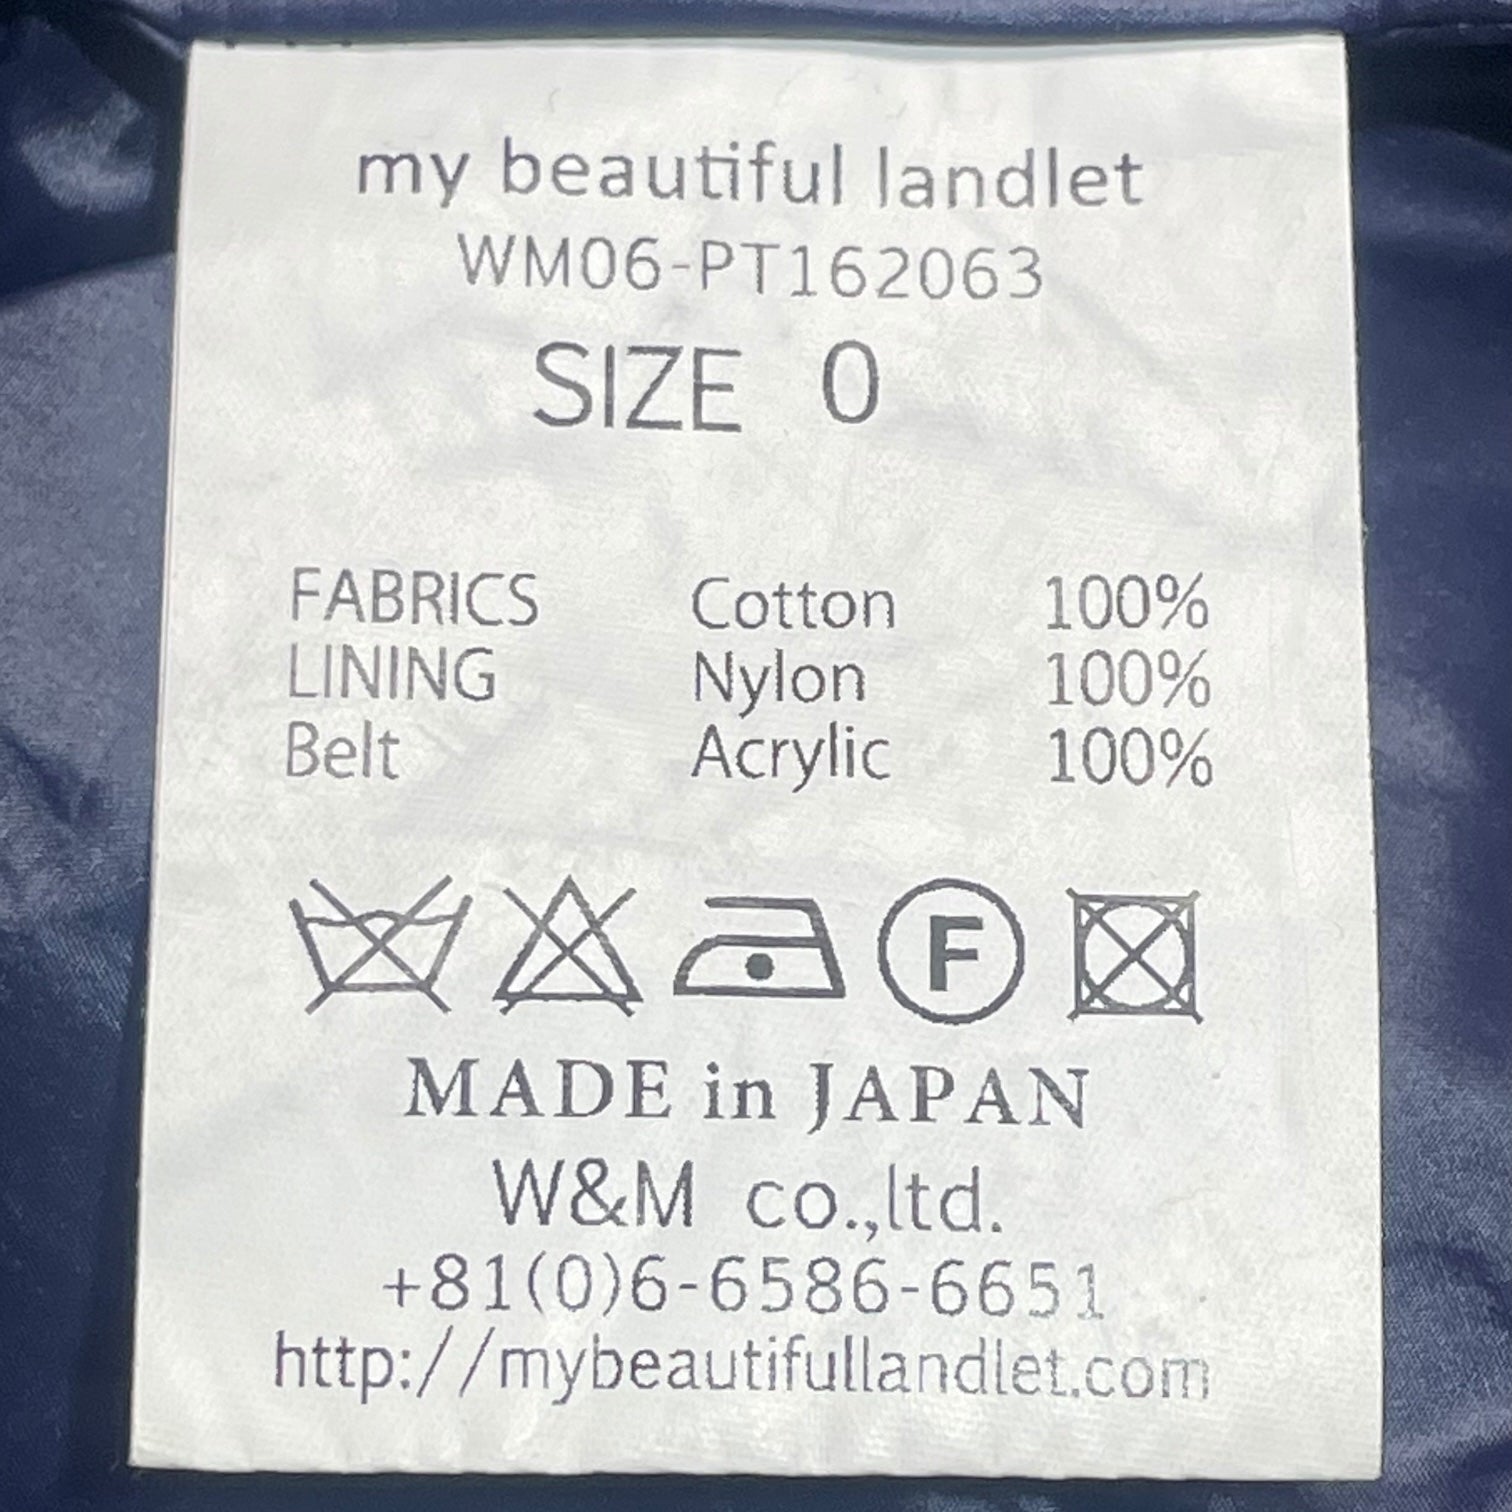 my beautiful landlet
WM06-PT162063
SIZE 0
FABRICS Cotton 100%
LINING Nylon 100%
Belt Acrylic 100%
F
MADE in JAPAN
W&M co.,ltd.
+81(0)6-6586-6651
http://mybeautifullandlet.com